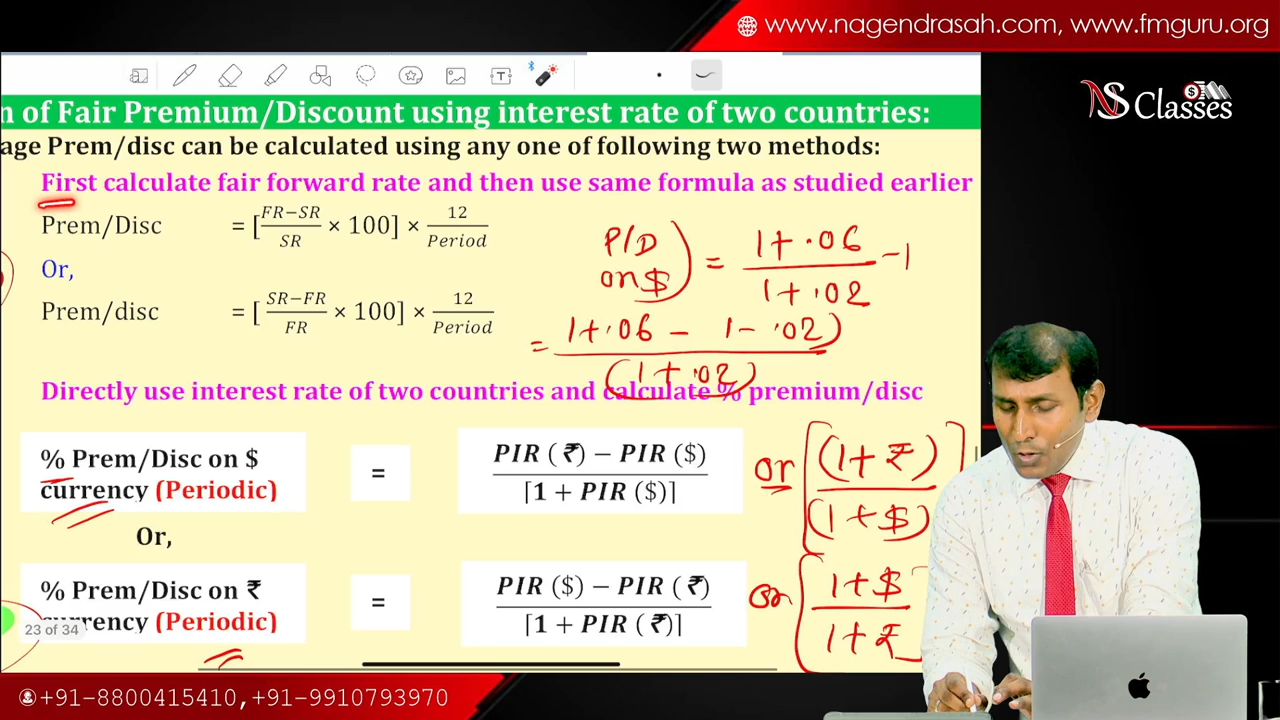 www.nagendrasah.com, www.fmguru.org
NS Classes
n of Fair Premium/Discount using interest rate of two countries:
age Prem/disc can be calculated using any one of following two methods:
First calculate fair forward rate and then use same formula as studied earlier
Prem/Disc = [FR−SR/SR × 100] × 12/Period
Or,
Prem/disc = [SR−FR/FR × 100] × 12/Period
P/D on $ ) = 1+.06/1+.02 −1
= 1+.06 − 1−.02)/(1+.02)
Directly use interest rate of two countries and calculate % premium/disc
% Prem/Disc on $
currency (Periodic)
= PIR (₹) − PIR ($)/[1 + PIR ($)]
or [(1+₹)/(1+$)]
Or,
% Prem/Disc on ₹
currency (Periodic)
= PIR ($) − PIR (₹)/[1 + PIR (₹)]
or [1+$/1+₹
23 of 34
+91-8800415410,+91-9910793970